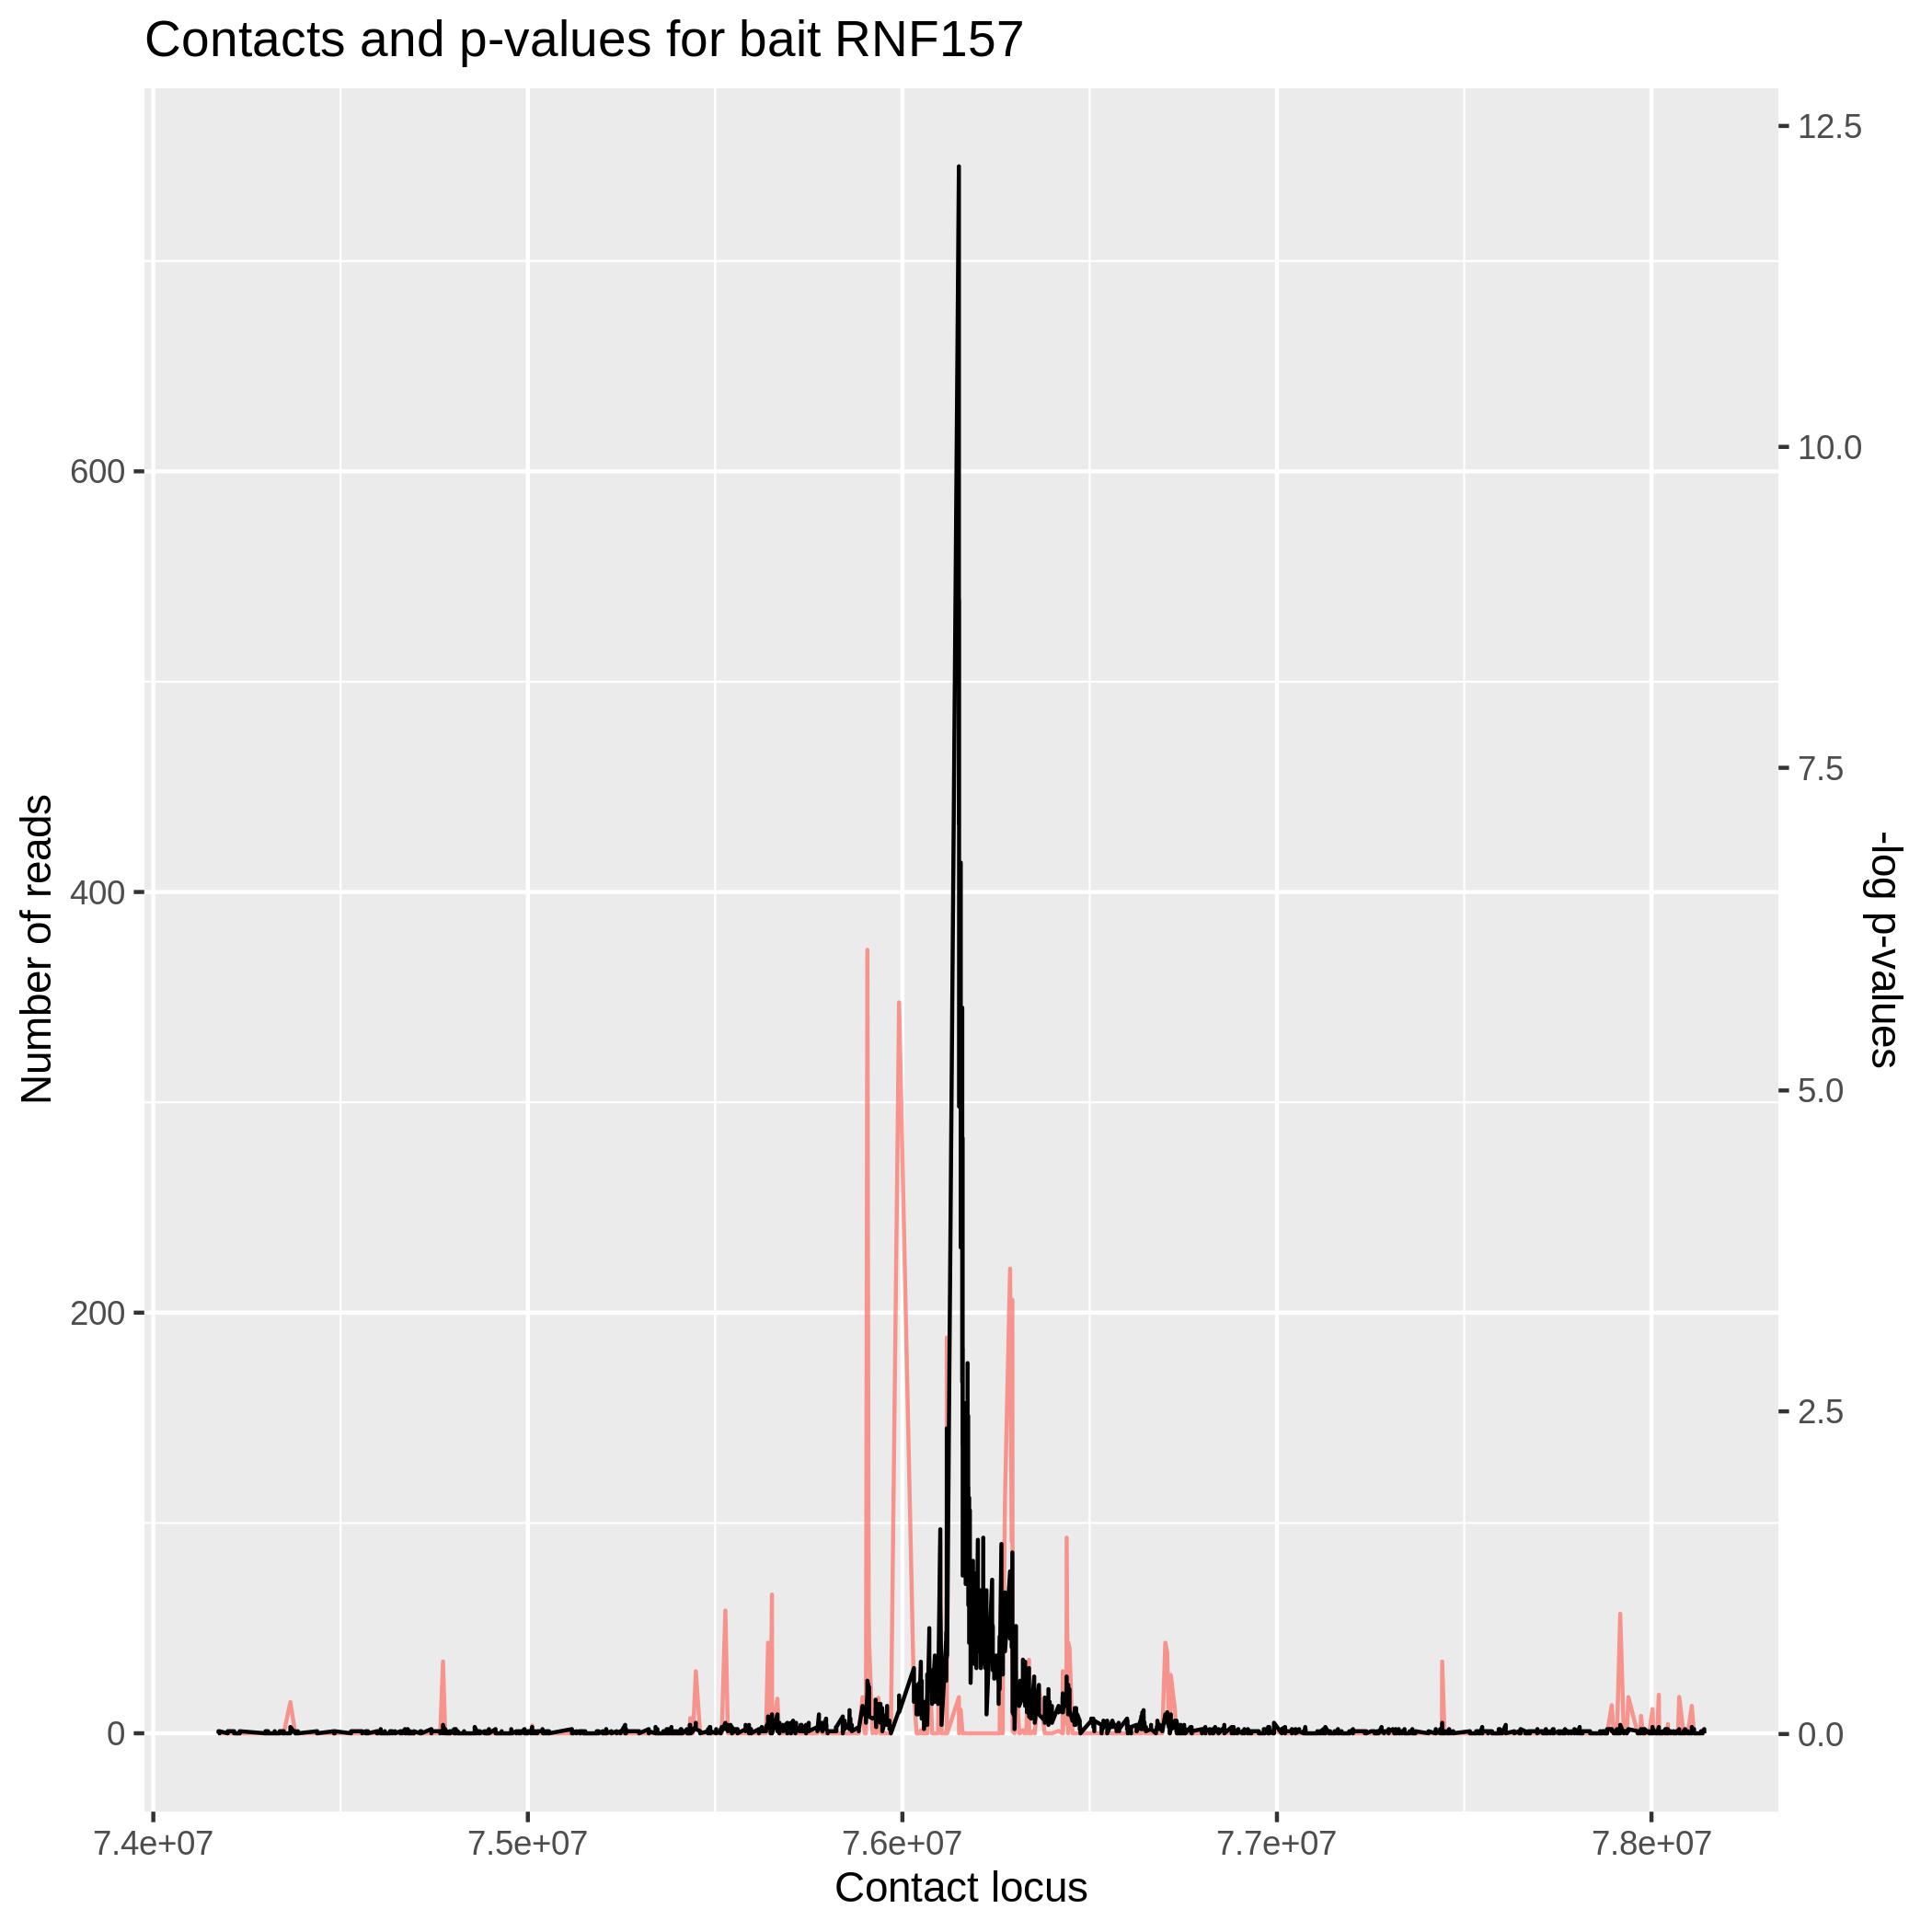 Contacts and p-values for bait RNF157
12.5
10.0
7.5
5.0
2.5
0.0
-log p-values
600
400
200
0
Number of reads
7.4e+07 7.5e+07 7.6e+07 7.7e+07 7.8e+07
Contact locus